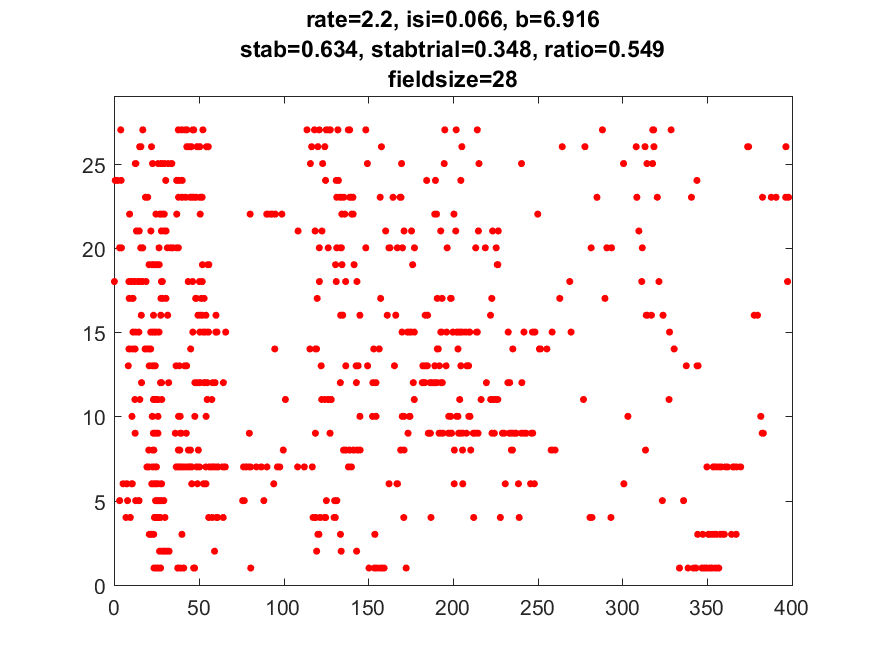 rate=2.2, isi=0.066, b=6.916
stab=0.634, stabtrial=0.348, ratio=0.549
fieldsize=28
25
20
15
10
5
0
0 50 100 150 200 250 300 350 400